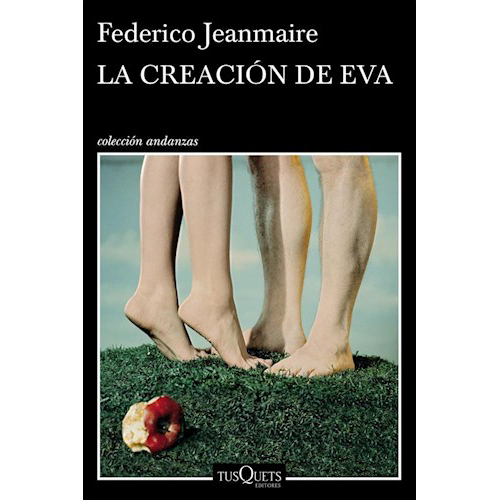 Federico Jeanmaire
LA CREACIÓN DE EVA
colección andanzas
TUSQUETS
EDITORES